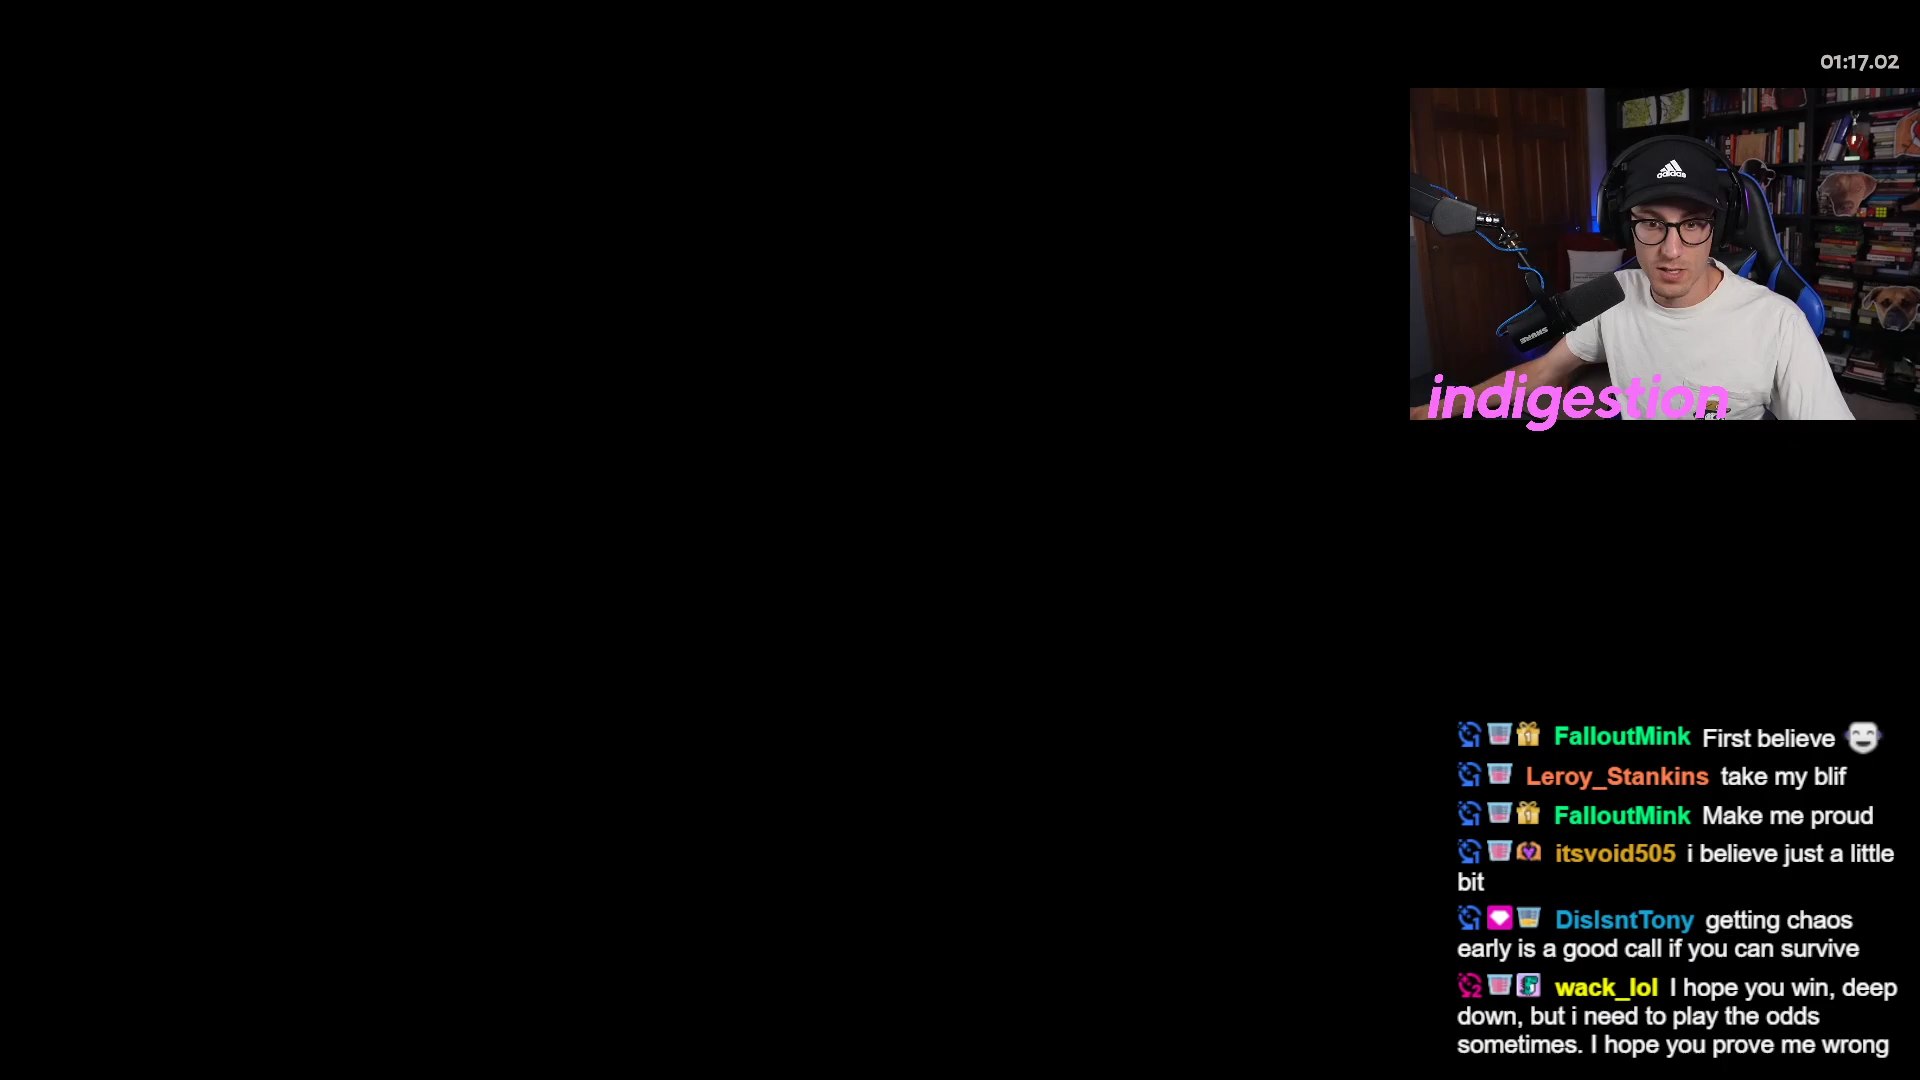 01:17.02
adidas
SHURE
indigestion
FalloutMink First believe
Leroy_Stankins take my blif
FalloutMink Make me proud
itsvoid505 i believe just a little
bit
DisIsntTony getting chaos
early is a good call if you can survive
wack_lol I hope you win, deep
down, but i need to play the odds
sometimes. I hope you prove me wrong